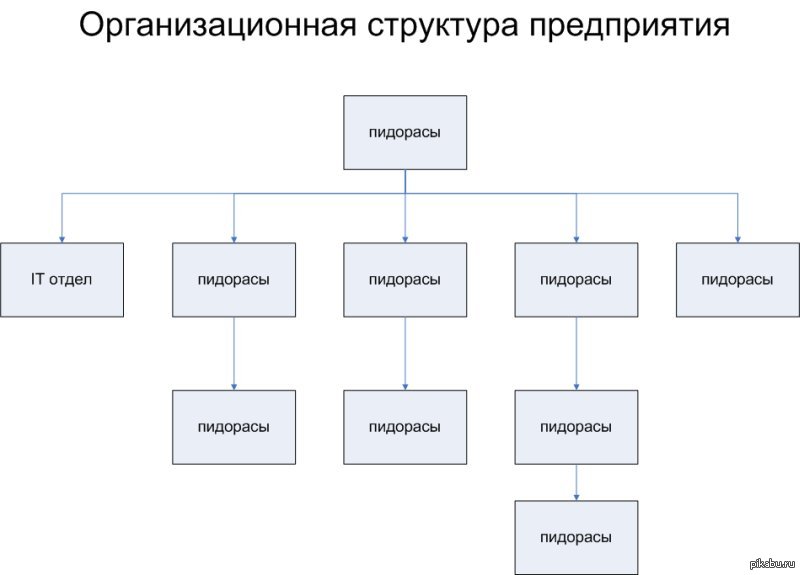 Организационная структура предприятия
пидорасы
IT отдел
пидорасы
пидорасы
пидорасы
пидорасы
пидорасы
пидорасы
пидорасы
пидорасы
pikabu.ru